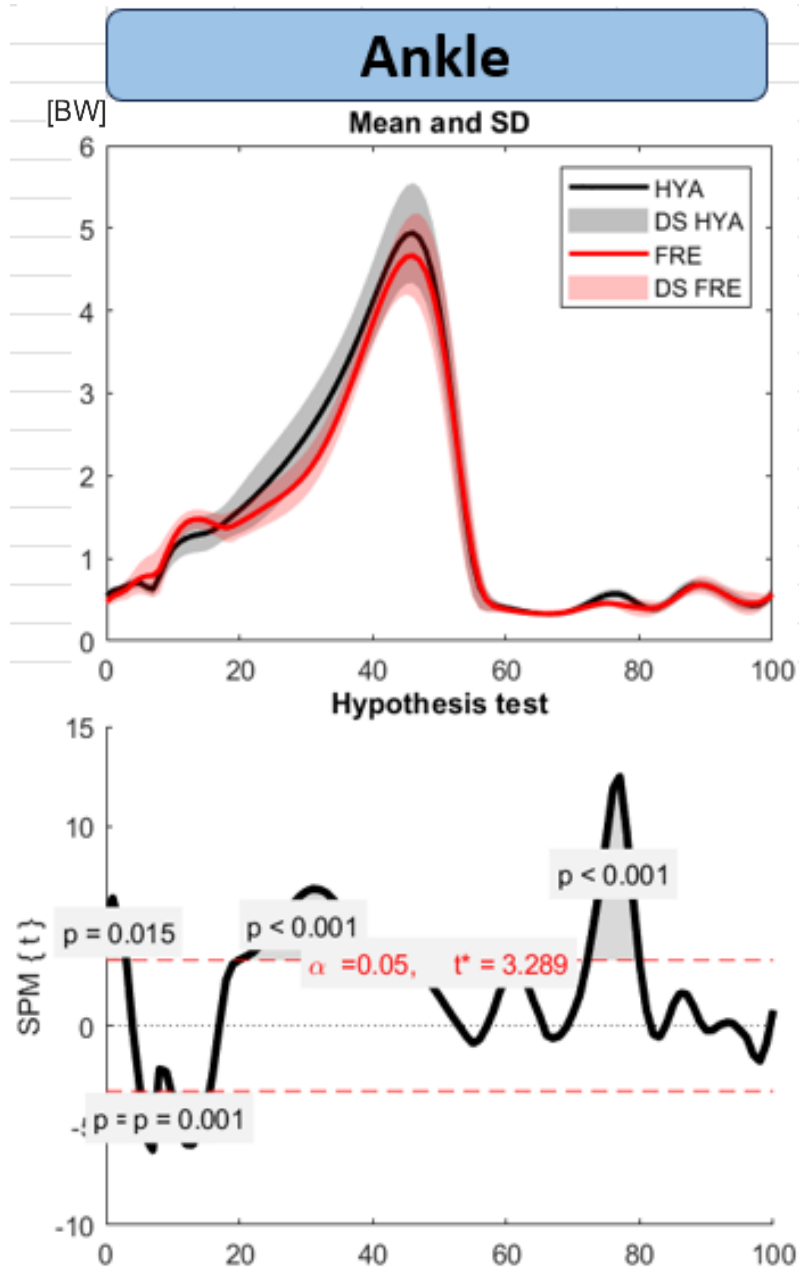 Ankle
[BW]
Mean and SD
6
5
4
3
2
1
0
HYA
DS HYA
FRE
DS FRE
0 20 40 60 80 100
Hypothesis test
15
10
0
-10
SPM { t }
p < 0.001
p = 0.015
p < 0.001
α =0.05, t* = 3.289
p = p = 0.001
0 20 40 60 80 100